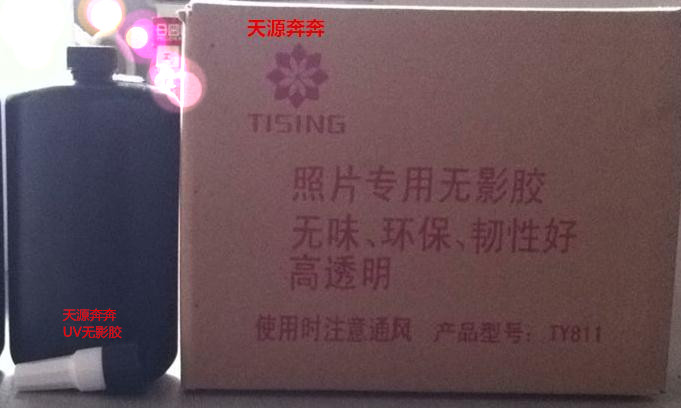 天源奔奔
TISING
照片专用无影胶
无味、环保、韧性好
高透明
使用时注意通风 产品型号：TY811
天源奔奔
UV无影胶